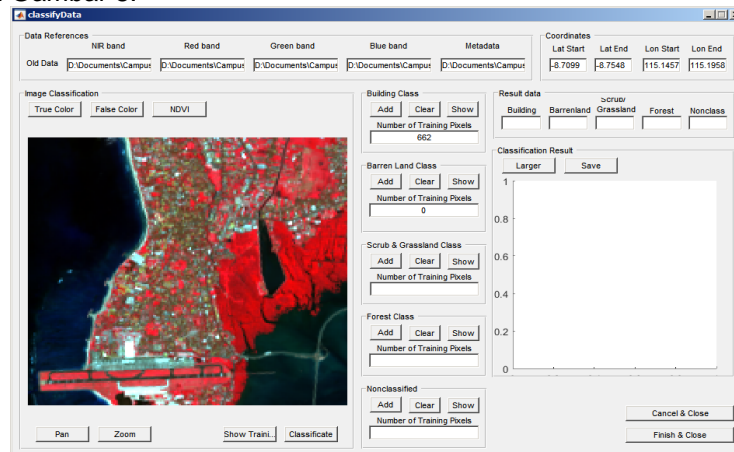 classifyData
Data References
NIR band Red band Green band Blue band Metadata
Old Data D:\Documents\Campus D:\Documents\Campus D:\Documents\Campus D:\Documents\Campus D:\Documents\Campus
Coordinates
Lat Start Lat End Lon Start Lon End
-8.7099 -8.7548 115.1457 115.1958
Image Classification
True Color False Color NDVI
Pan Zoom Show Traini... Classificate
Building Class
Add Clear Show
Number of Training Pixels
662
Barren Land Class
Add Clear Show
Number of Training Pixels
0
Scrub & Grassland Class
Add Clear Show
Number of Training Pixels
Forest Class
Add Clear Show
Number of Training Pixels
Nonclassified
Add Clear Show
Number of Training Pixels
Result data
Building Barrenland Scrub/ Grassland Forest Nonclass
Classification Result
Larger Save
1
0.8
0.6
0.4
0.2
0
Cancel & Close
Finish & Close